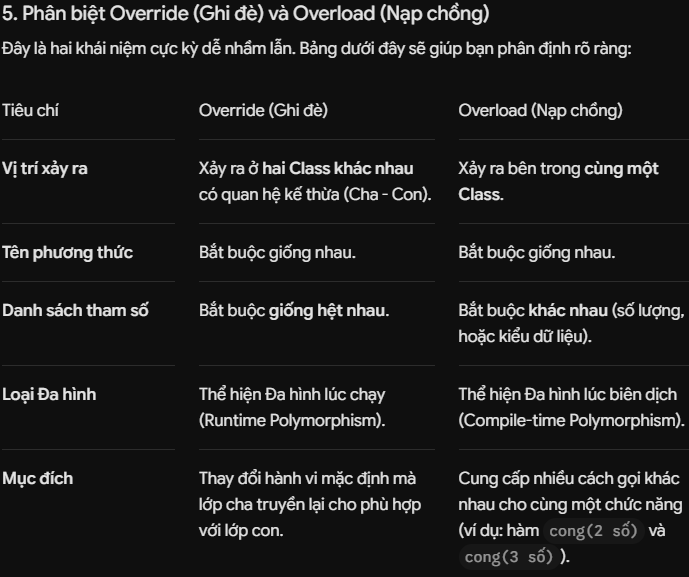 5. Phân biệt Override (Ghi đè) và Overload (Nạp chồng)
Đây là hai khái niệm cực kỳ dễ nhầm lẫn. Bảng dưới đây sẽ giúp bạn phân định rõ ràng:
Tiêu chí
Override (Ghi đè)
Overload (Nạp chồng)
Vị trí xảy ra
Xảy ra ở hai Class khác nhau
có quan hệ kế thừa (Cha - Con).
Xảy ra bên trong cùng một
Class.
Tên phương thức
Bắt buộc giống nhau.
Bắt buộc giống nhau.
Danh sách tham số
Bắt buộc giống hệt nhau.
Bắt buộc khác nhau (số lượng,
hoặc kiểu dữ liệu).
Loại Đa hình
Thể hiện Đa hình lúc chạy
(Runtime Polymorphism).
Thể hiện Đa hình lúc biên dịch
(Compile-time Polymorphism).
Mục đích
Thay đổi hành vi mặc định mà
lớp cha truyền lại cho phù hợp
với lớp con.
Cung cấp nhiều cách gọi khác
nhau cho cùng một chức năng
(ví dụ: hàm cong(2 số) và
cong(3 số) ).